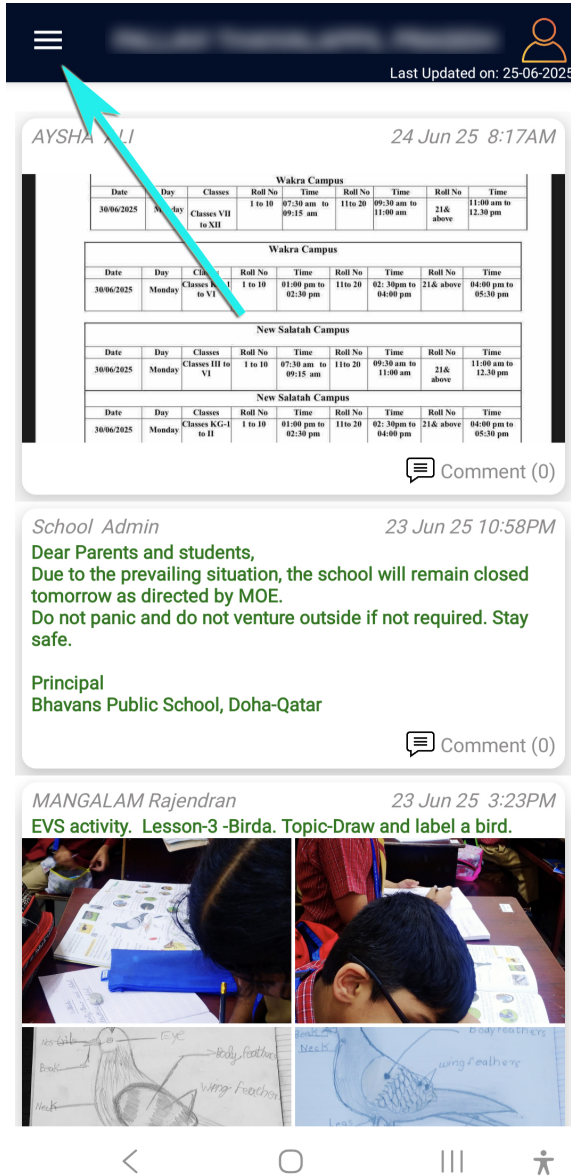 Last Updated on: 25-06-2025
AYSHA ALI 24 Jun 25 8:17AM
Wakra Campus
Date Day Classes Roll No Time Roll No Time Roll No Time
30/06/2025 Monday Classes VII to XII 1 to 10 07:30 am to 09:15 am 11to 20 09:30 am to 11:00 am 21& above 11:00 am to 12.30 pm
Wakra Campus
Date Day Classes Roll No Time Roll No Time Roll No Time
30/06/2025 Monday Classes to VI 1 to 10 01:00 pm to 02:30 pm 11to 20 02: 30pm to 04:00 pm 21& above 04:00 pm to 05:30 pm
New Salatah Campus
Date Day Classes Roll No Time Roll No Time Roll No Time
30/06/2025 Monday Classes III to VI 1 to 10 07:30 am to 09:15 am 11to 20 09:30 am to 11:00 am 21& above 11:00 am to 12.30 pm
New Salatah Campus
Date Day Classes Roll No Time Roll No Time Roll No Time
30/06/2025 Monday Classes KG-1 to II 1 to 10 01:00 pm to 02:30 pm 11to 20 02: 30pm to 04:00 pm 21& above 04:00 pm to 05:30 pm
Comment (0)
School Admin 23 Jun 25 10:58PM
Dear Parents and students,
Due to the prevailing situation, the school will remain closed
tomorrow as directed by MOE.
Do not panic and do not venture outside if not required. Stay
safe.
Principal
Bhavans Public School, Doha-Qatar
Comment (0)
MANGALAM Rajendran 23 Jun 25 3:23PM
EVS activity. Lesson-3 -Birda. Topic-Draw and label a bird.
Eye
Body feathers
Beak
Wing Feathers
Neck
Beak
Body feathers
Neck
wing feathers
Legs